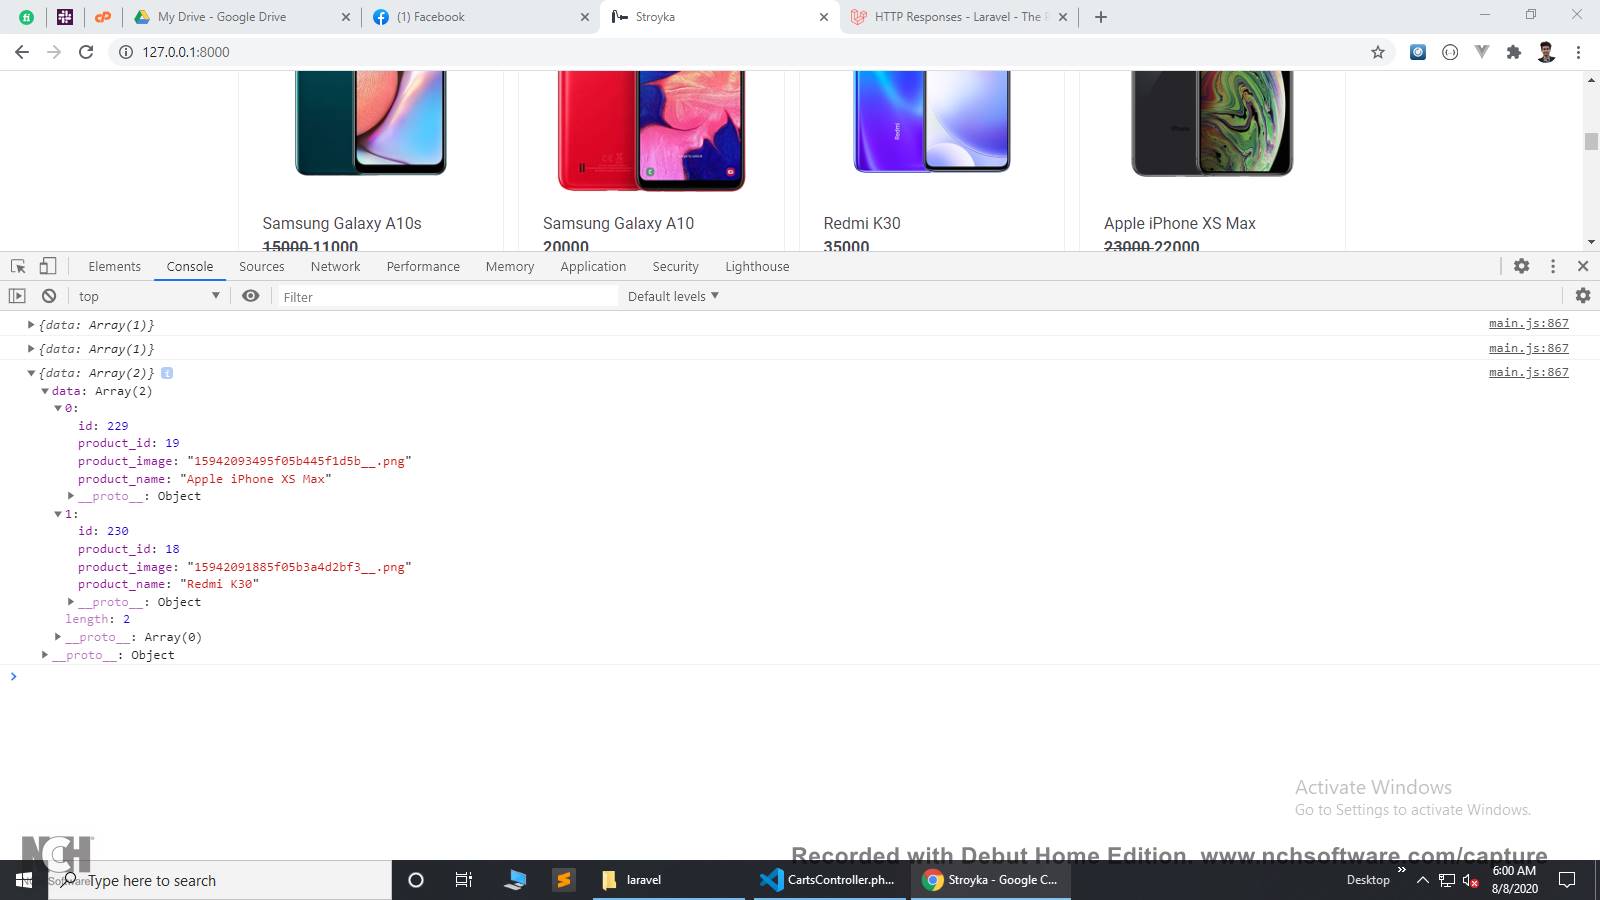 My Drive - Google Drive
(1) Facebook
Stroyka
HTTP Responses - Laravel - The
127.0.0.1:8000
Samsung Galaxy A10s
15000 11000
Samsung Galaxy A10
20000
Redmi K30
35000
Apple iPhone XS Max
23000 22000
Elements Console Sources Network Performance Memory Application Security Lighthouse
top Filter Default levels
{data: Array(1)} main.js:867
{data: Array(1)} main.js:867
{data: Array(2)} main.js:867
data: Array(2)
0:
id: 229
product_id: 19
product_image: "15942093495f05b445f1d5b__.png"
product_name: "Apple iPhone XS Max"
__proto__: Object
1:
id: 230
product_id: 18
product_image: "15942091885f05b3a4d2bf3__.png"
product_name: "Redmi K30"
__proto__: Object
length: 2
__proto__: Array(0)
__proto__: Object
Activate Windows
Go to Settings to activate Windows.
NCH
NCH Software
Recorded with Debut Home Edition. www.nchsoftware.com/capture
Type here to search
laravel
CartsController.ph...
Stroyka - Google C...
Desktop
6:00 AM
8/8/2020